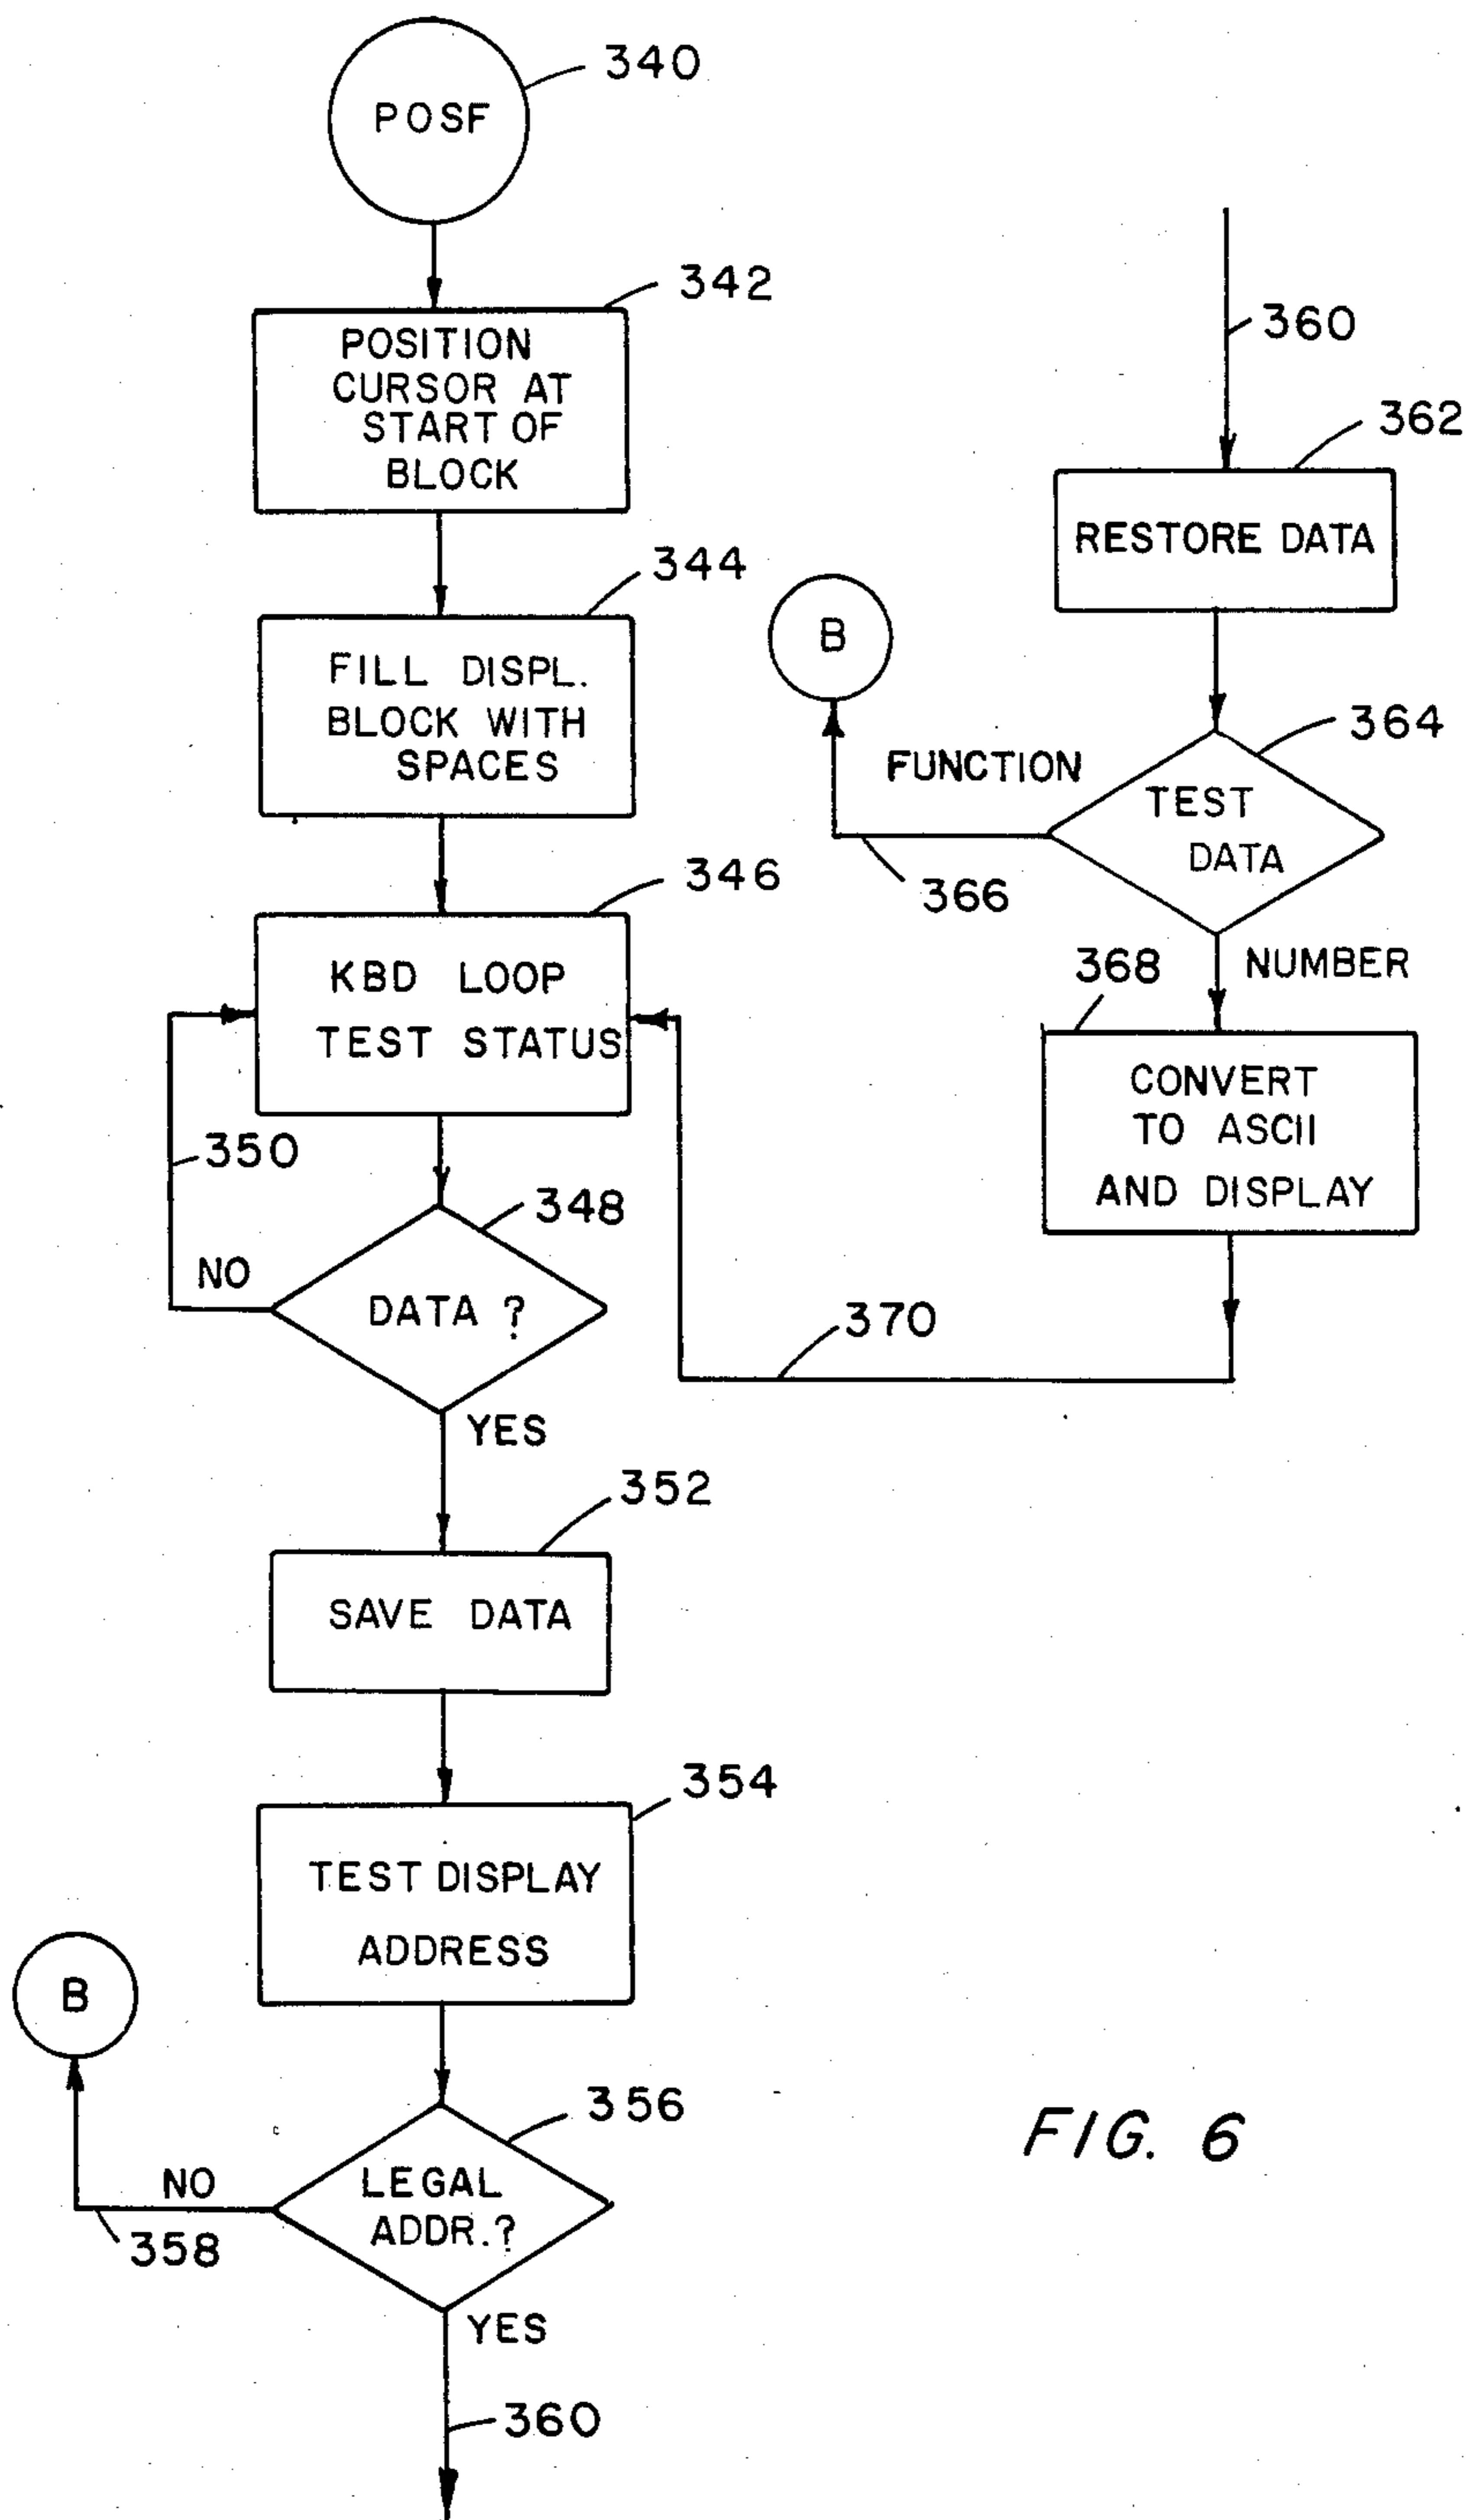 340
POSF
342
POSITION
CURSOR AT
START OF
BLOCK
344
FILL DISPL.
BLOCK WITH
SPACES
346
KBD LOOP
TEST STATUS
350
348
NO
DATA ?
YES
352
SAVE DATA
354
TEST DISPLAY
ADDRESS
B
356
NO
LEGAL
ADDR.?
358
YES
360
360
362
RESTORE DATA
B
364
FUNCTION
TEST
DATA
366
368
NUMBER
CONVERT
TO ASCII
AND DISPLAY
370
FIG. 6